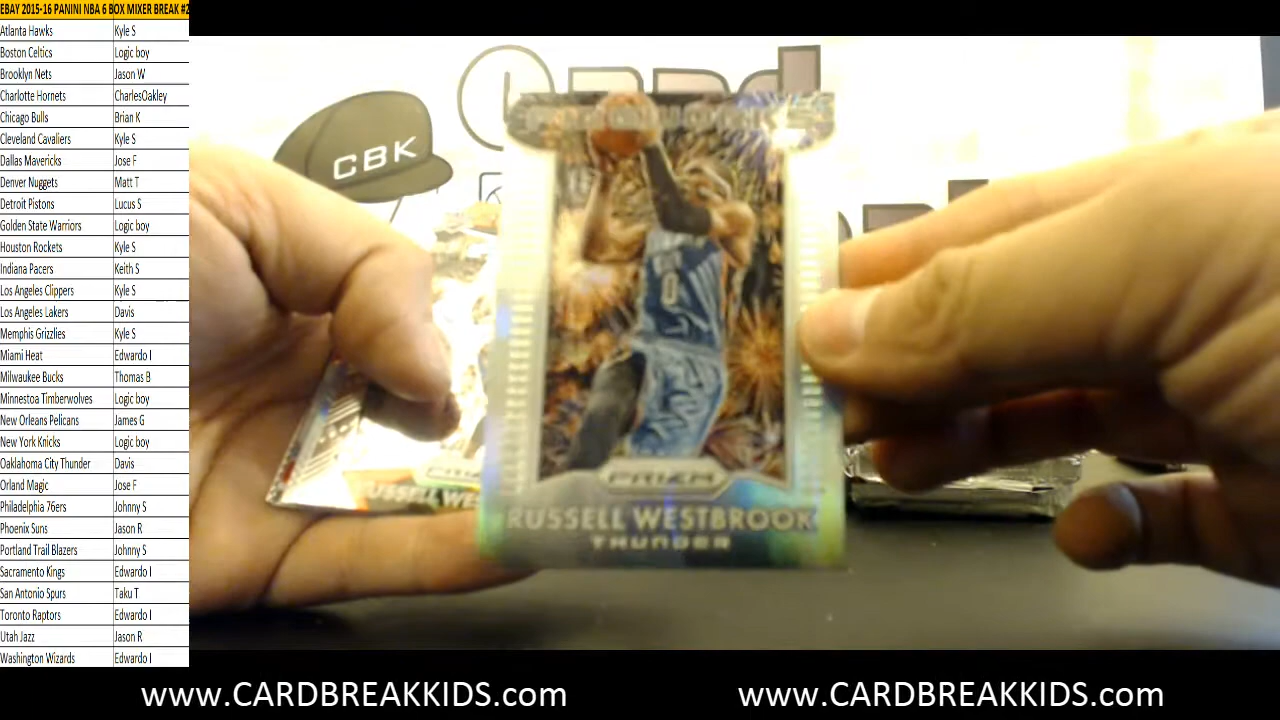 EBAY 2015-16 PANINI NBA 6 BOX MIXER BREAK #2
Atlanta Hawks Kyle S
Boston Celtics Logic boy
Brooklyn Nets Jason W
Charlotte Hornets CharlesOakley
Chicago Bulls Brian K
Cleveland Cavaliers Kyle S
Dallas Mavericks Jose F
Denver Nuggets Matt T
Detroit Pistons Lucus S
Golden State Warriors Logic boy
Houston Rockets Kyle S
Indiana Pacers Keith S
Los Angeles Clippers Kyle S
Los Angeles Lakers Davis
Memphis Grizzlies Kyle S
Miami Heat Edwardo I
Milwaukee Bucks Thomas B
Minnestoa Timberwolves Logic boy
New Orleans Pelicans James G
New York Knicks Logic boy
Oaklahoma City Thunder Davis
Orland Magic Jose F
Philadelphia 76ers Johnny S
Phoenix Suns Jason R
Portland Trail Blazers Johnny S
Sacramento Kings Edwardo I
San Antonio Spurs Taku T
Toronto Raptors Edwardo I
Utah Jazz Jason R
Washington Wizards Edwardo I
CBK
0
PRIZM
RUSSELL WESTBROOK
THUNDER
www.CARDBREAKKIDS.com www.CARDBREAKKIDS.com